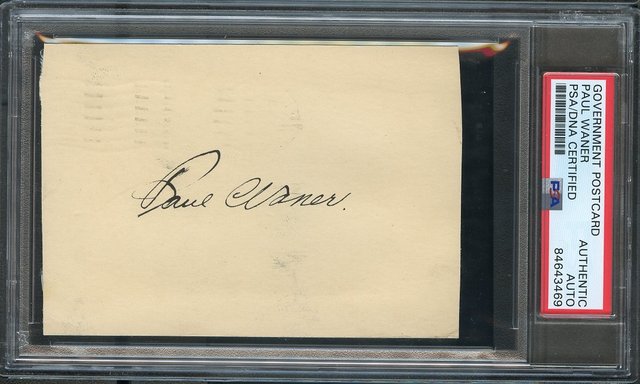 Paul Waner.
GOVERNMENT POSTCARD
PAUL WANER
PSA/DNA CERTIFIED
PSA
AUTHENTIC
AUTO
84643469